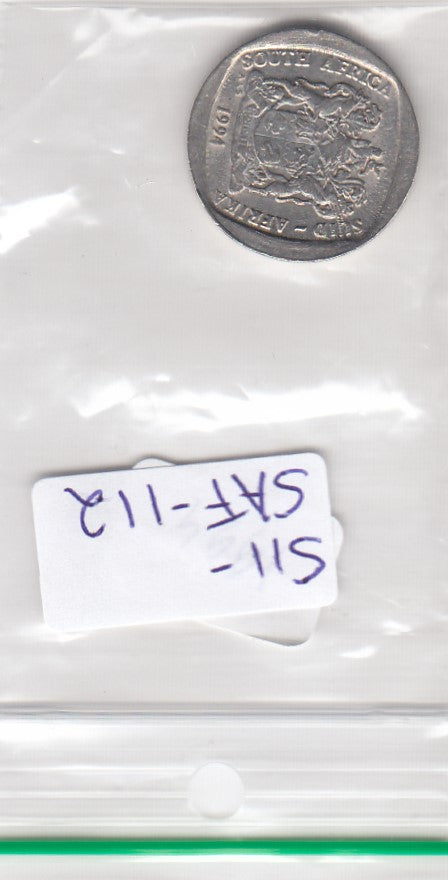 SOUTH AFRICA
1994
SUID-AFRIKA
S11-
SAF-112